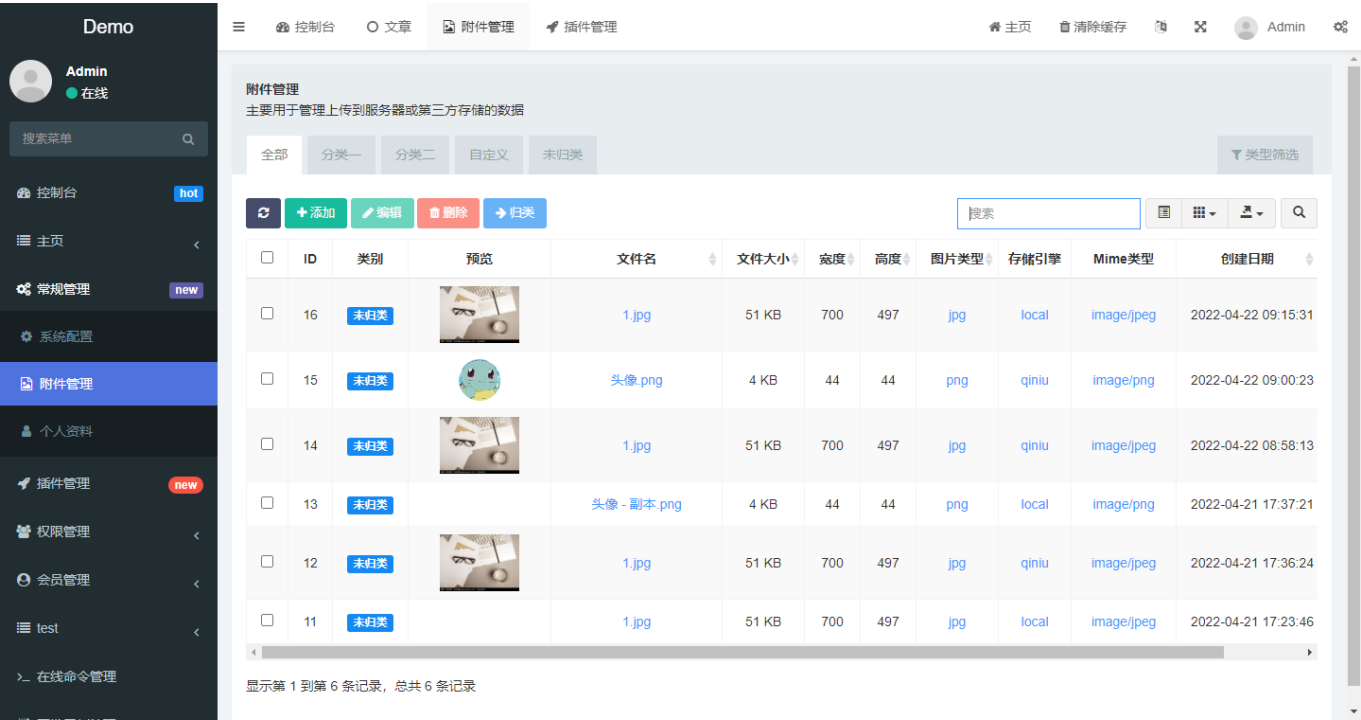 Demo
控制台 文章 附件管理 插件管理 主页 清除缓存 Admin
Admin
在线
搜索菜单
控制台 hot
主页
常规管理 new
系统配置
附件管理
个人资料
插件管理 new
权限管理
会员管理
test
在线命令管理
附件管理
主要用于管理上传到服务器或第三方存储的数据
全部 分类一 分类二 自定义 未归类 类型筛选
添加 编辑 删除 归类 搜索
ID 类别 预览 文件名 文件大小 宽度 高度 图片类型 存储引擎 Mime类型 创建日期
16 未归类 1.jpg 51 KB 700 497 jpg local image/jpeg 2022-04-22 09:15:31
15 未归类 头像.png 4 KB 44 44 png qiniu image/png 2022-04-22 09:00:23
14 未归类 1.jpg 51 KB 700 497 jpg qiniu image/jpeg 2022-04-22 08:58:13
13 未归类 头像 - 副本.png 4 KB 44 44 png local image/png 2022-04-21 17:37:21
12 未归类 1.jpg 51 KB 700 497 jpg qiniu image/jpeg 2022-04-21 17:36:24
11 未归类 1.jpg 51 KB 700 497 jpg local image/jpeg 2022-04-21 17:23:46
显示第 1 到第 6 条记录，总共 6 条记录